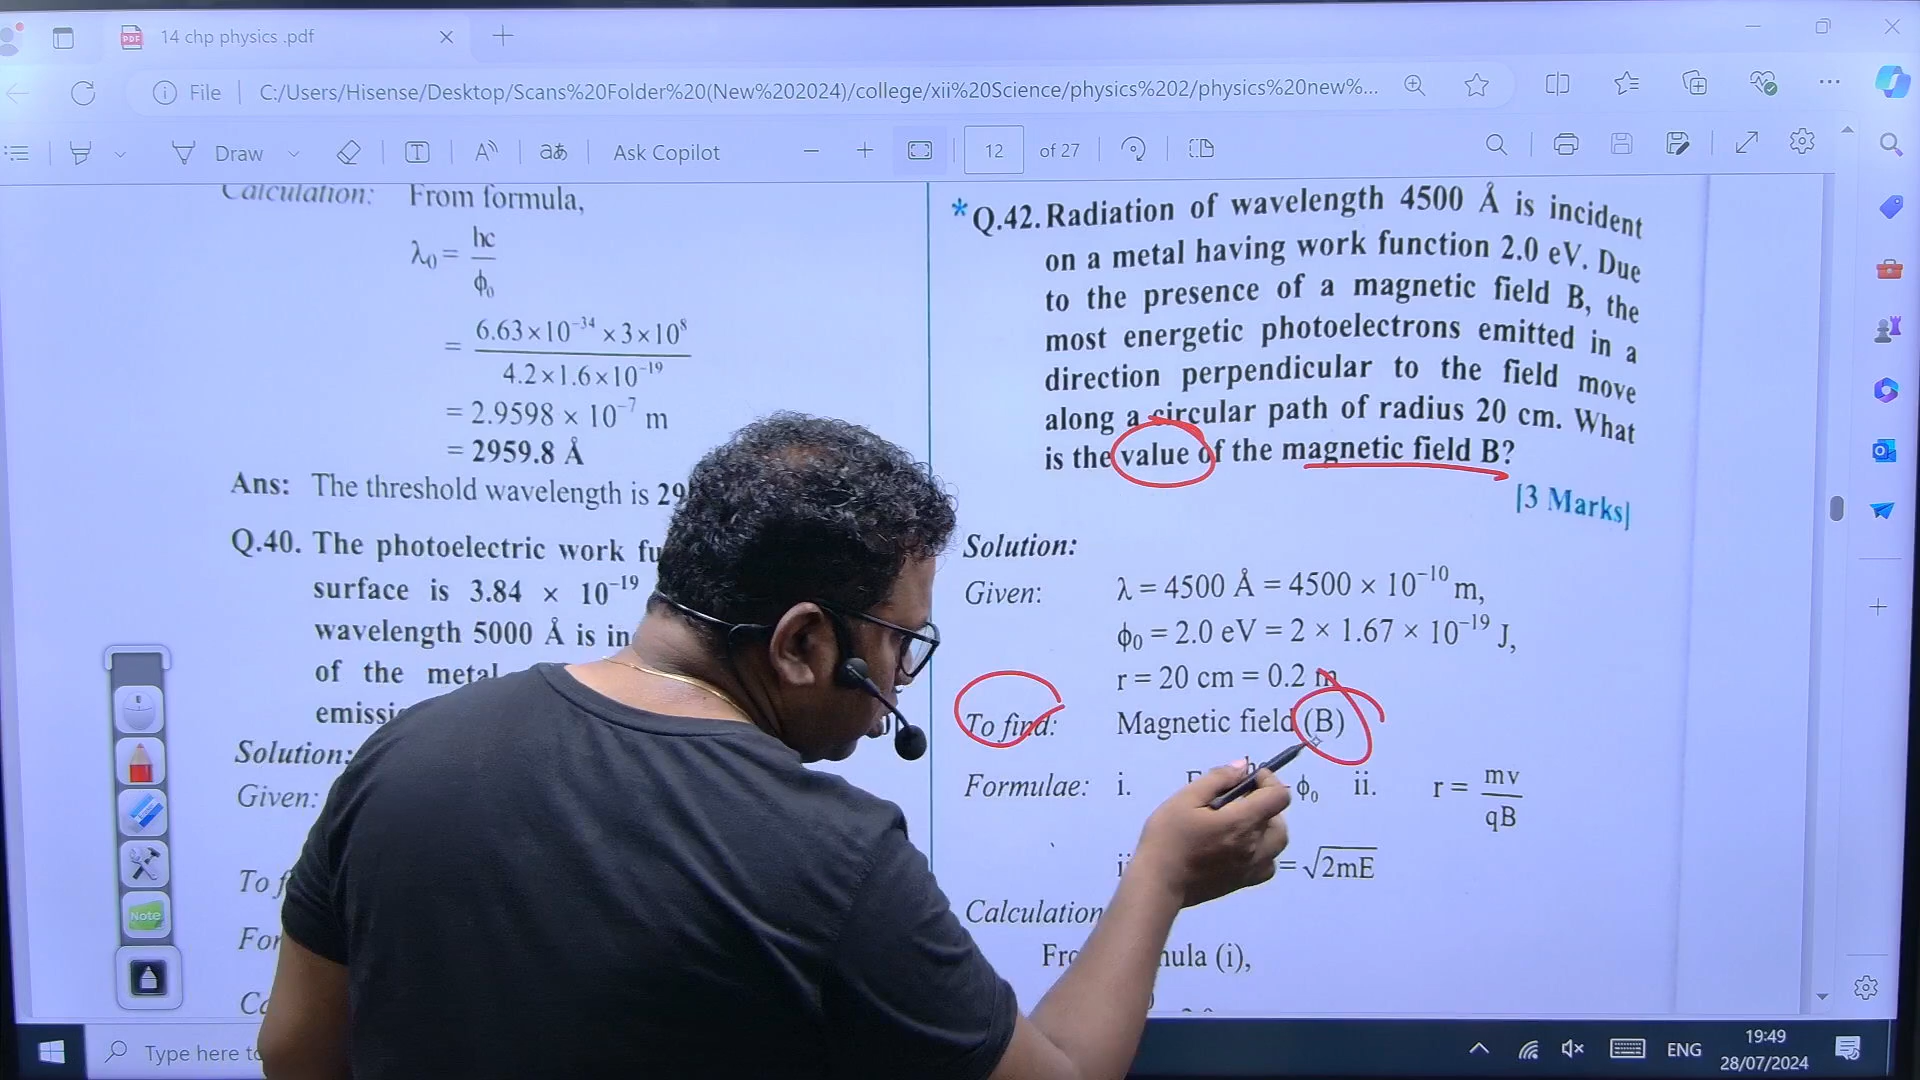 14 chp physics .pdf
File C:/Users/Hisense/Desktop/Scans%20Folder%20(New%202024)/college/xii%20Science/physics%202/physics%20new%...
Draw
Ask Copilot
12 of 27
Calculation: From formula,
λ₀ = hc / ϕ₀
= 6.63×10⁻³⁴ ×3×10⁸ / 4.2×1.6×10⁻¹⁹
= 2.9598 × 10⁻⁷ m
= 2959.8 Å
Ans: The threshold wavelength is 29
Q.40. The photoelectric work fu
surface is 3.84 × 10⁻¹⁹
wavelength 5000 Å is in
of the metal
emissi
Solution:
Given:
To f
For
Ca
*Q.42. Radiation of wavelength 4500 Å is incident
on a metal having work function 2.0 eV. Due
to the presence of a magnetic field B, the
most energetic photoelectrons emitted in a
direction perpendicular to the field move
along a circular path of radius 20 cm. What
is the value of the magnetic field B?
[3 Marks]
Solution:
Given: λ = 4500 Å = 4500 × 10⁻¹⁰ m,
ϕ₀ = 2.0 eV = 2 × 1.67 × 10⁻¹⁹ J,
r = 20 cm = 0.2 m
To find: Magnetic field (B)
Formulae: i. ϕ₀ ii. r = mv / qB
= √2mE
Calculation
Fro mula (i),
Note
Type here to
ENG
19:49
28/07/2024